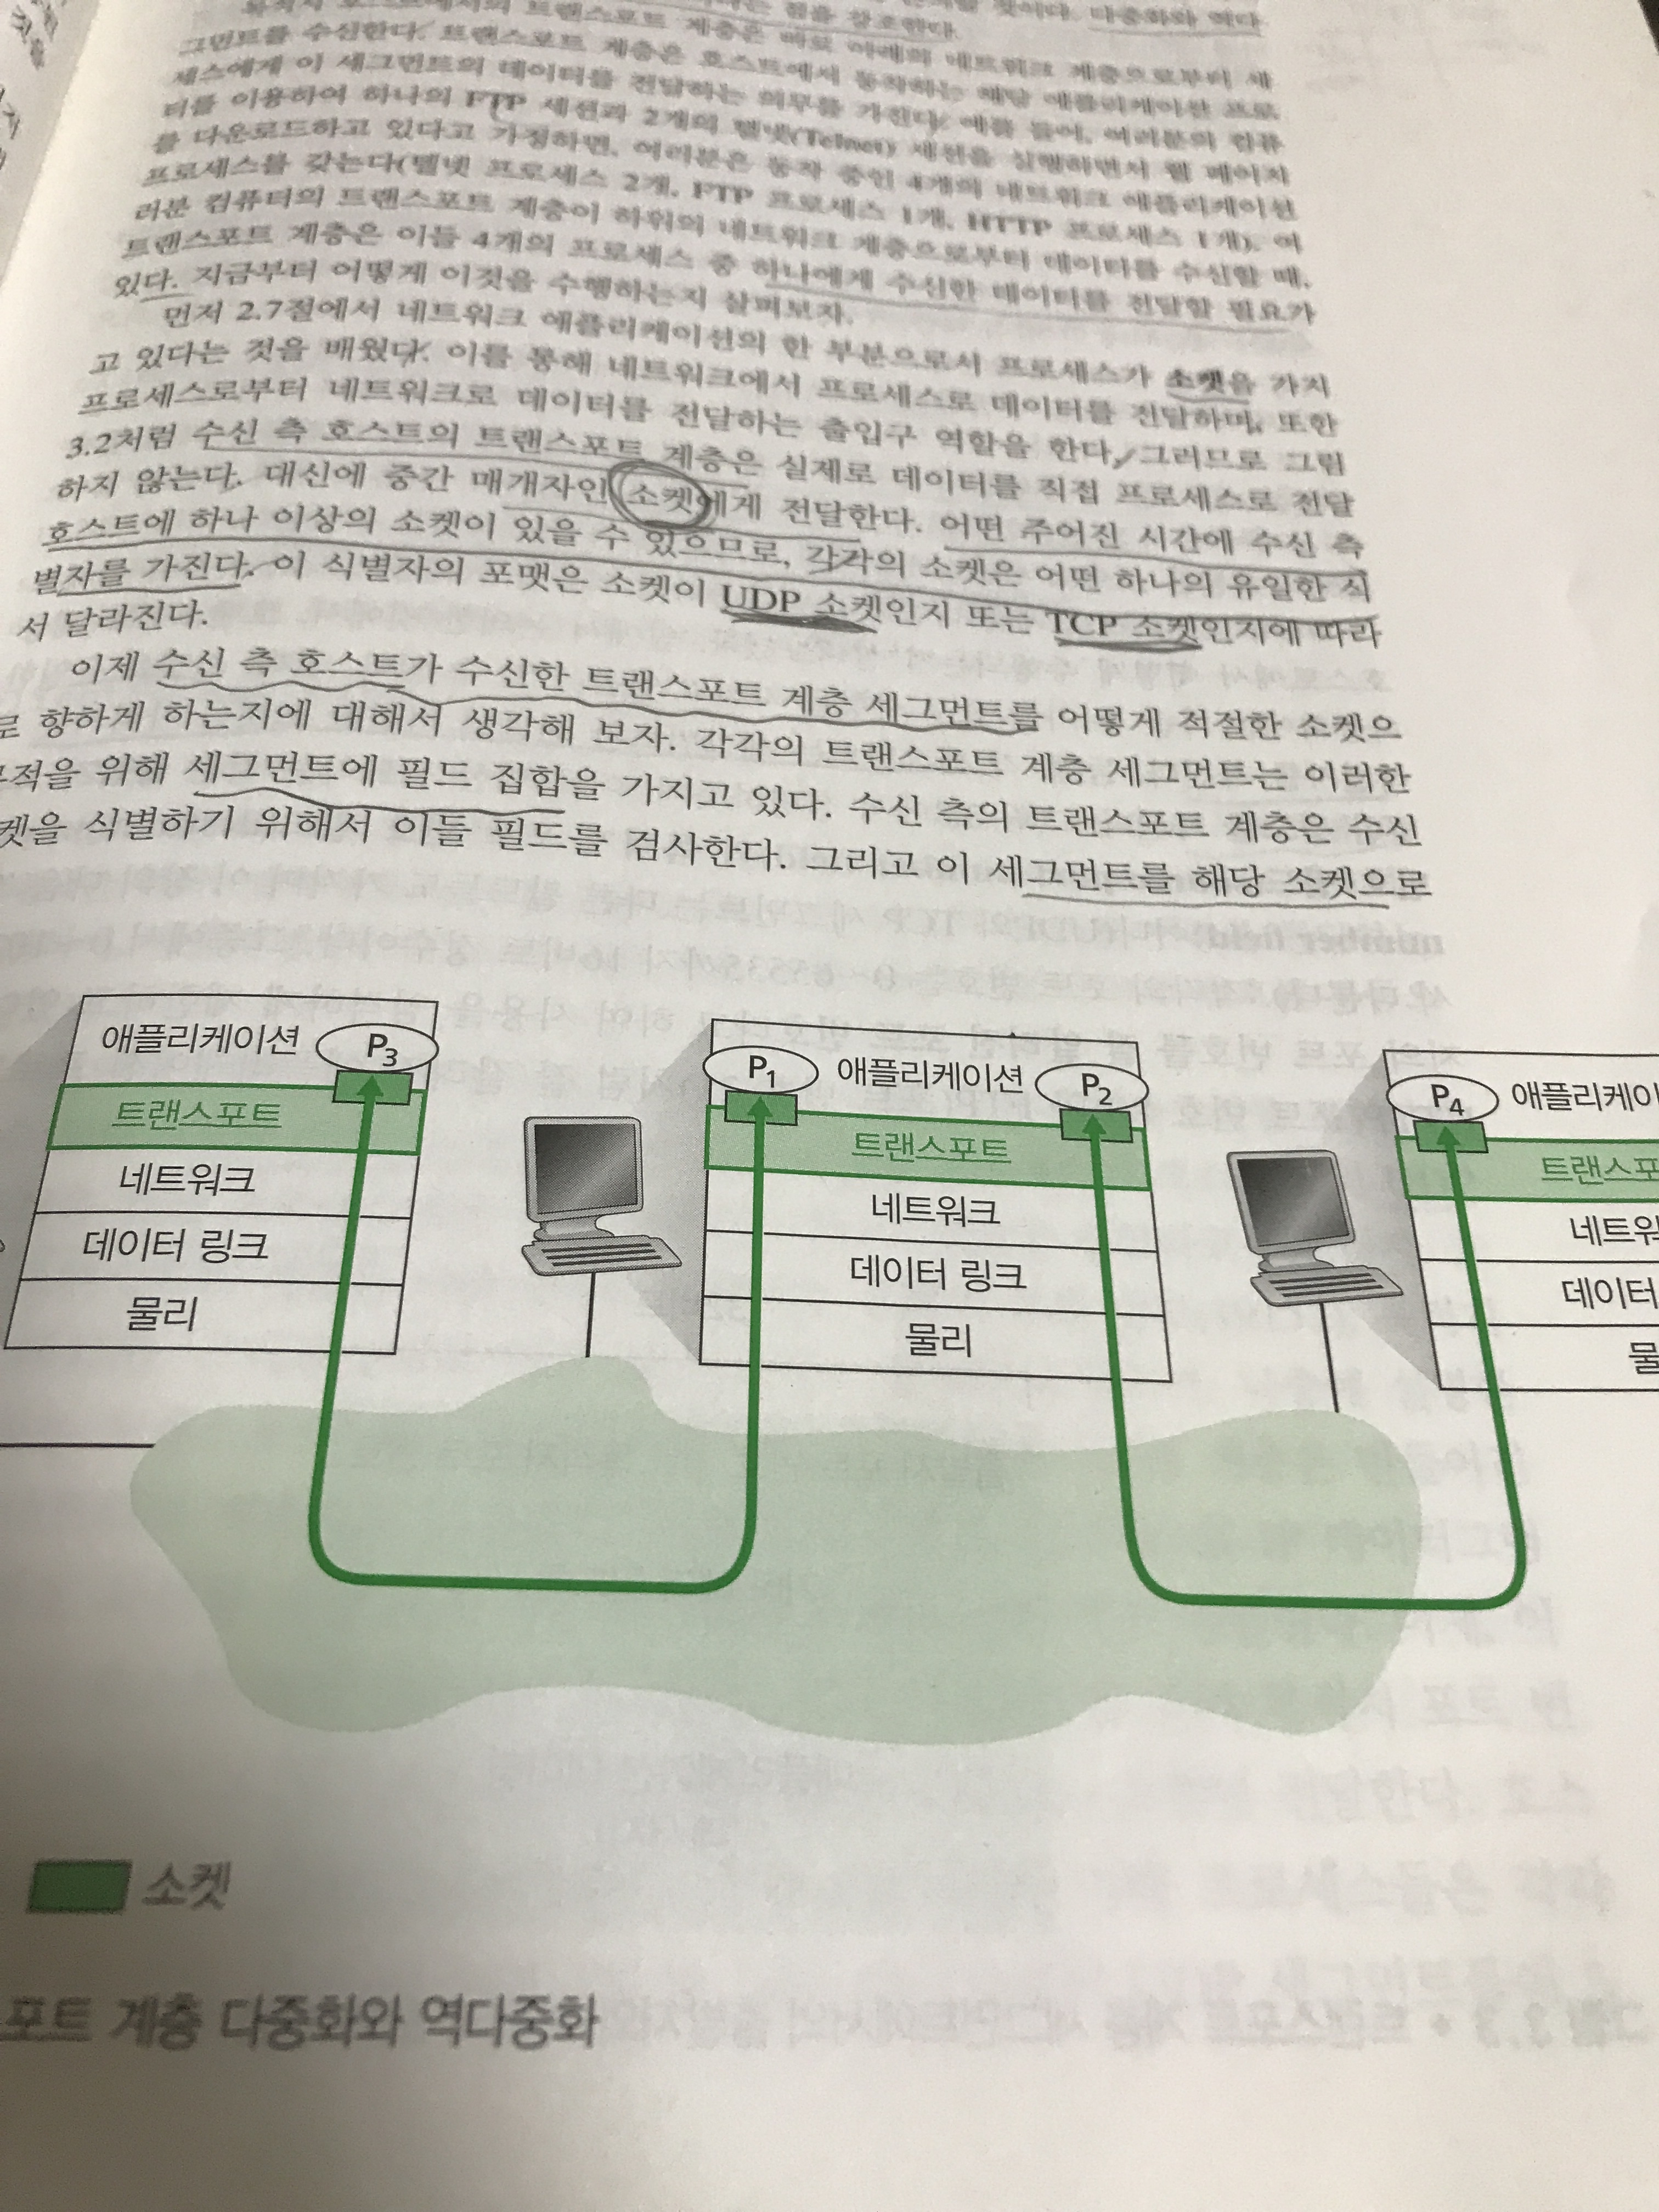 목적지 호스트에서의 트랜스포트 계층은 바로 아래의 네트워크 계층으로부터 세
그먼트를 수신한다. 트랜스포트 계층은 호스트에서 동작하는 해당 애플리케이션 프로
세스에게 이 세그먼트의 데이터를 전달하는 의무를 가진다. 예를 들어, 여러분의 컴퓨
터를 이용하여 하나의 FTP 세션과 2개의 텔넷(Telnet) 세션을 실행하면서 웹 페이지
를 다운로드하고 있다고 가정하면, 여러분은 동작 중인 4개의 네트워크 애플리케이션
프로세스를 갖는다(텔넷 프로세스 2개, FTP 프로세스 1개, HTTP 프로세스 1개). 여
러분 컴퓨터의 트랜스포트 계층이 하위의 네트워크 계층으로부터 데이터를 수신할 때,
트랜스포트 계층은 이들 4개의 프로세스 중 하나에게 수신한 데이터를 전달할 필요가
있다. 지금부터 어떻게 이것을 수행하는지 살펴보자.
먼저 2.7절에서 네트워크 애플리케이션의 한 부분으로서 프로세스가 소켓을 가지
고 있다는 것을 배웠다. 이를 통해 네트워크에서 프로세스로 데이터를 전달하며, 또한
프로세스로부터 네트워크로 데이터를 전달하는 출입구 역할을 한다. 그러므로 그림
3.2처럼 수신 측 호스트의 트랜스포트 계층은 실제로 데이터를 직접 프로세스로 전달
하지 않는다. 대신에 중간 매개자인 소켓에게 전달한다. 어떤 주어진 시간에 수신 측
호스트에 하나 이상의 소켓이 있을 수 있으므로, 각각의 소켓은 어떤 하나의 유일한 식
별자를 가진다. 이 식별자의 포맷은 소켓이 UDP 소켓인지 또는 TCP 소켓인지에 따라
서 달라진다.
이제 수신 측 호스트가 수신한 트랜스포트 계층 세그먼트를 어떻게 적절한 소켓으
로 향하게 하는지에 대해서 생각해 보자. 각각의 트랜스포트 계층 세그먼트는 이러한
목적을 위해 세그먼트에 필드 집합을 가지고 있다. 수신 측의 트랜스포트 계층은 수신
켓을 식별하기 위해서 이들 필드를 검사한다. 그리고 이 세그먼트를 해당 소켓으로
애플리케이션 P3
트랜스포트
네트워크
데이터 링크
물리
P1 애플리케이션 P2
트랜스포트
네트워크
데이터 링크
물리
P4 애플리케이
트랜스포
네트워
데이터
물
소켓
포트 계층 다중화와 역다중화